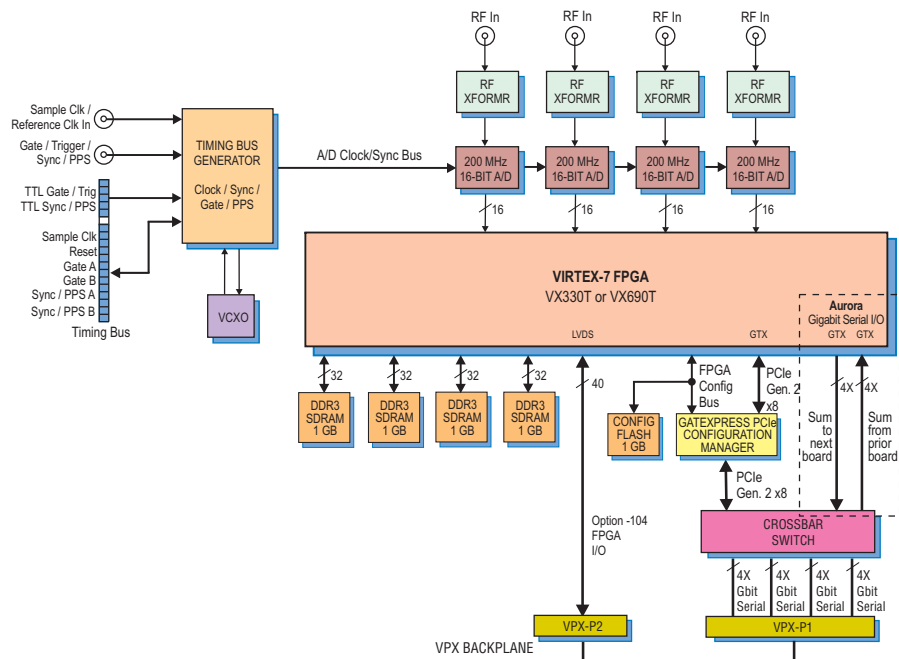 RF In RF In RF In RF In
RF
XFORMR
RF
XFORMR
RF
XFORMR
RF
XFORMR
Sample Clk /
Reference Clk In
Gate / Trigger /
Sync / PPS
TTL Gate / Trig
TTL Sync / PPS
Sample Clk
Reset
Gate A
Gate B
Sync / PPS A
Sync / PPS B
Timing Bus
TIMING BUS
GENERATOR
Clock / Sync /
Gate / PPS
VCXO
A/D Clock/Sync Bus
200 MHz
16-BIT A/D
200 MHz
16-BIT A/D
200 MHz
16-BIT A/D
200 MHz
16-BIT A/D
16 16 16 16
VIRTEX-7 FPGA
VX330T or VX690T
LVDS
GTX
Aurora
Gigabit Serial I/O
GTX GTX
32 32 32 32
DDR3
SDRAM
1 GB
DDR3
SDRAM
1 GB
DDR3
SDRAM
1 GB
DDR3
SDRAM
1 GB
40
FPGA
Config
Bus
PCIe
Gen. 2
x8
4X 4X
CONFIG
FLASH
1 GB
GATEXPRESS PCIe
CONFIGURATION
MANAGER
Sum
to
next
board
Sum
from
prior
board
PCIe
Gen. 2 x8
Option -104
FPGA
I/O
CROSSBAR
SWITCH
4X
Gbit
Serial
4X
Gbit
Serial
4X
Gbit
Serial
4X
Gbit
Serial
VPX-P2
VPX-P1
VPX BACKPLANE